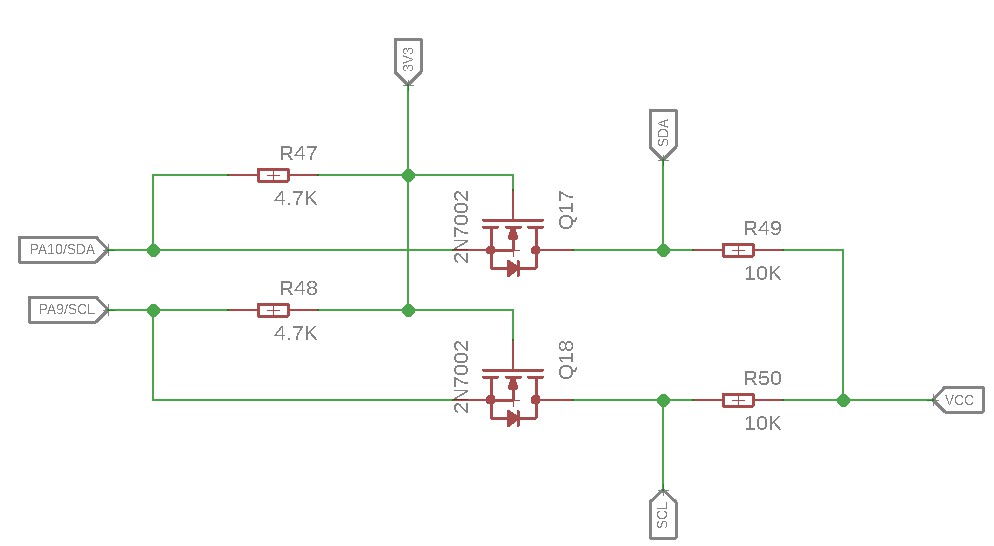 3V3
SDA
R47
4.7K
2N7002
Q17
R49
10K
PA10/SDA
PA9/SCL
R48
4.7K
2N7002
Q18
R50
10K
VCC
SCL